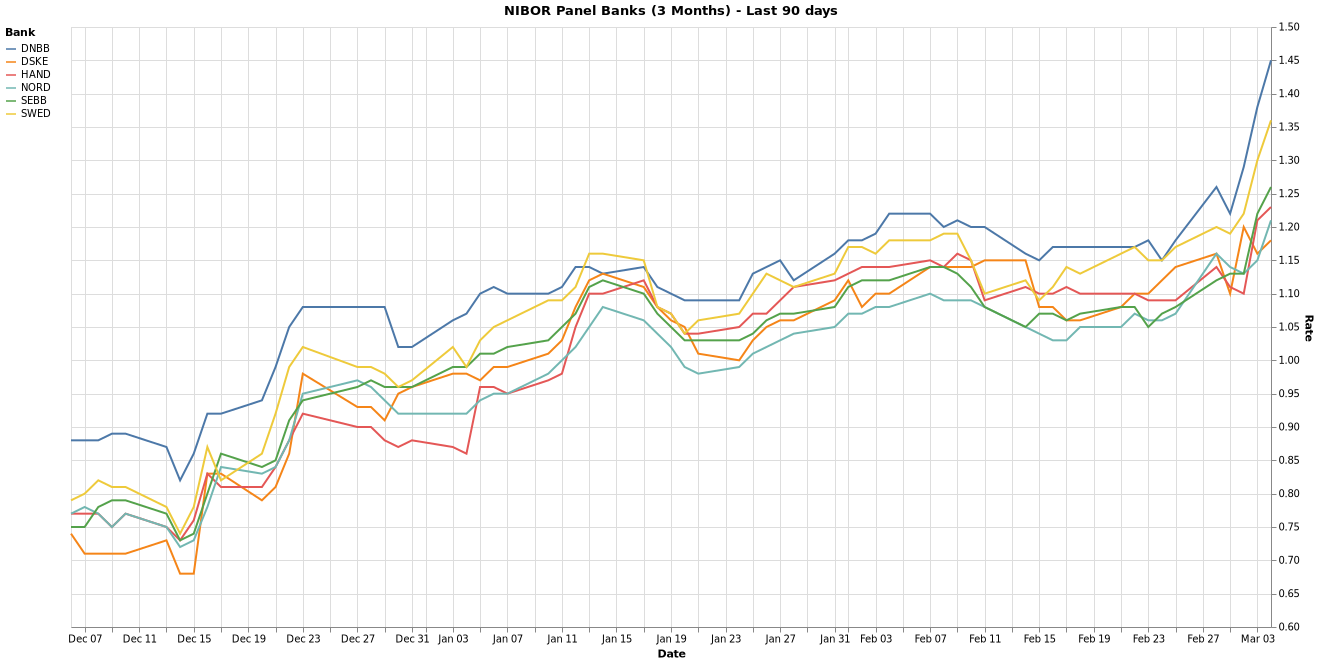 NIBOR Panel Banks (3 Months) - Last 90 days
Bank
DNBB
DSKE
HAND
NORD
SEBB
SWED
1.50
1.45
1.40
1.35
1.30
1.25
1.20
1.15
1.10
1.05
1.00
0.95
0.90
0.85
0.80
0.75
0.70
0.65
0.60
Rate
Dec 07 Dec 11 Dec 15 Dec 19 Dec 23 Dec 27 Dec 31 Jan 03 Jan 07 Jan 11 Jan 15 Jan 19 Jan 23 Jan 27 Jan 31 Feb 03 Feb 07 Feb 11 Feb 15 Feb 19 Feb 23 Feb 27 Mar 03
Date